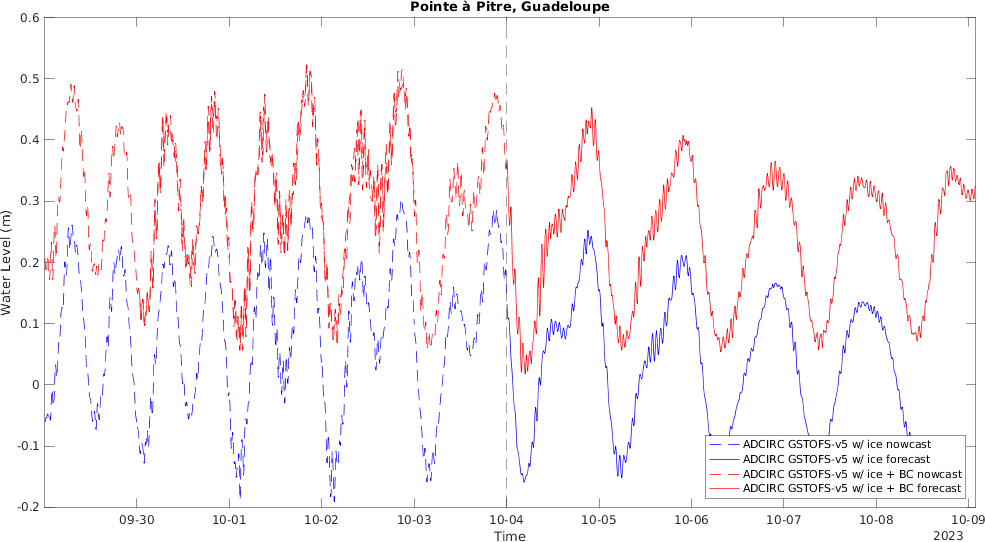 Pointe à Pitre, Guadeloupe
0.6
0.5
0.4
0.3
0.2
0.1
0
-0.1
-0.2
Water Level (m)
ADCIRC GSTOFS-v5 w/ ice nowcast
ADCIRC GSTOFS-v5 w/ ice forecast
ADCIRC GSTOFS-v5 w/ ice + BC nowcast
ADCIRC GSTOFS-v5 w/ ice + BC forecast
09-30 10-01 10-02 10-03 10-04 10-05 10-06 10-07 10-08 10-09
Time
2023